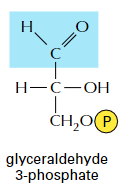 H O
C
H—C—OH
CH₂O P
glyceraldehyde
3-phosphate